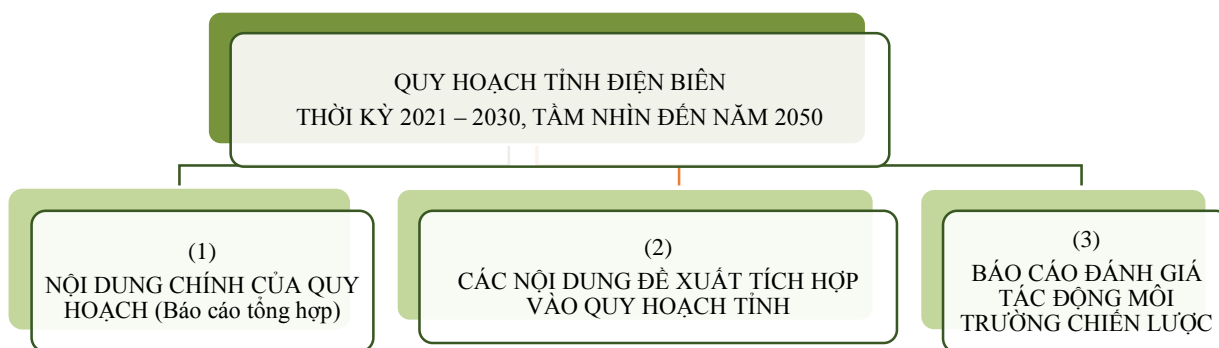 QUY HOẠCH TỈNH ĐIỆN BIÊN
THỜI KỲ 2021 – 2030, TẦM NHÌN ĐẾN NĂM 2050
(1)
NỘI DUNG CHÍNH CỦA QUY
HOẠCH (Báo cáo tổng hợp)
(2)
CÁC NỘI DUNG ĐỀ XUẤT TÍCH HỢP
VÀO QUY HOẠCH TỈNH
(3)
BÁO CÁO ĐÁNH GIÁ
TÁC ĐỘNG MÔI
TRƯỜNG CHIẾN LƯỢC